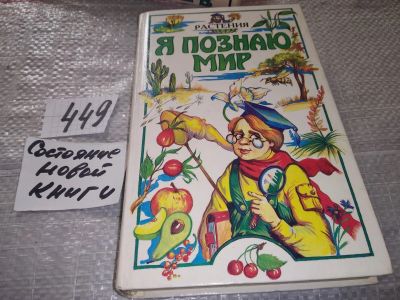 РАСТЕНИЯ
Я ПОЗНАЮ
МИР
449
Состояние
новой
книги